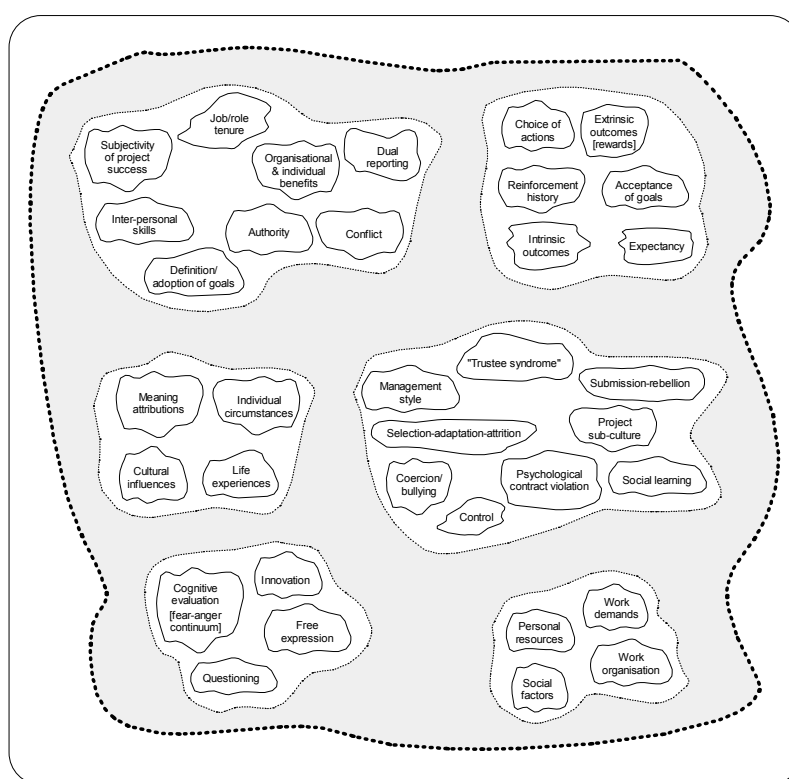 Job/role
tenure
Subjectivity
of project
success
Organisational
& individual
benefits
Dual
reporting
Inter-personal
skills
Authority
Conflict
Definition/
adoption of goals
Choice of
actions
Extrinsic
outcomes
[rewards]
Reinforcement
history
Acceptance
of goals
Intrinsic
outcomes
Expectancy
Meaning
attributions
Individual
circumstances
Cultural
influences
Life
experiences
"Trustee syndrome"
Management
style
Submission-rebellion
Selection-adaptation-attrition
Project
sub-culture
Coercion/
bullying
Psychological
contract violation
Social learning
Control
Cognitive
evaluation
[fear-anger
continuum]
Innovation
Free
expression
Questioning
Work
demands
Personal
resources
Work
organisation
Social
factors